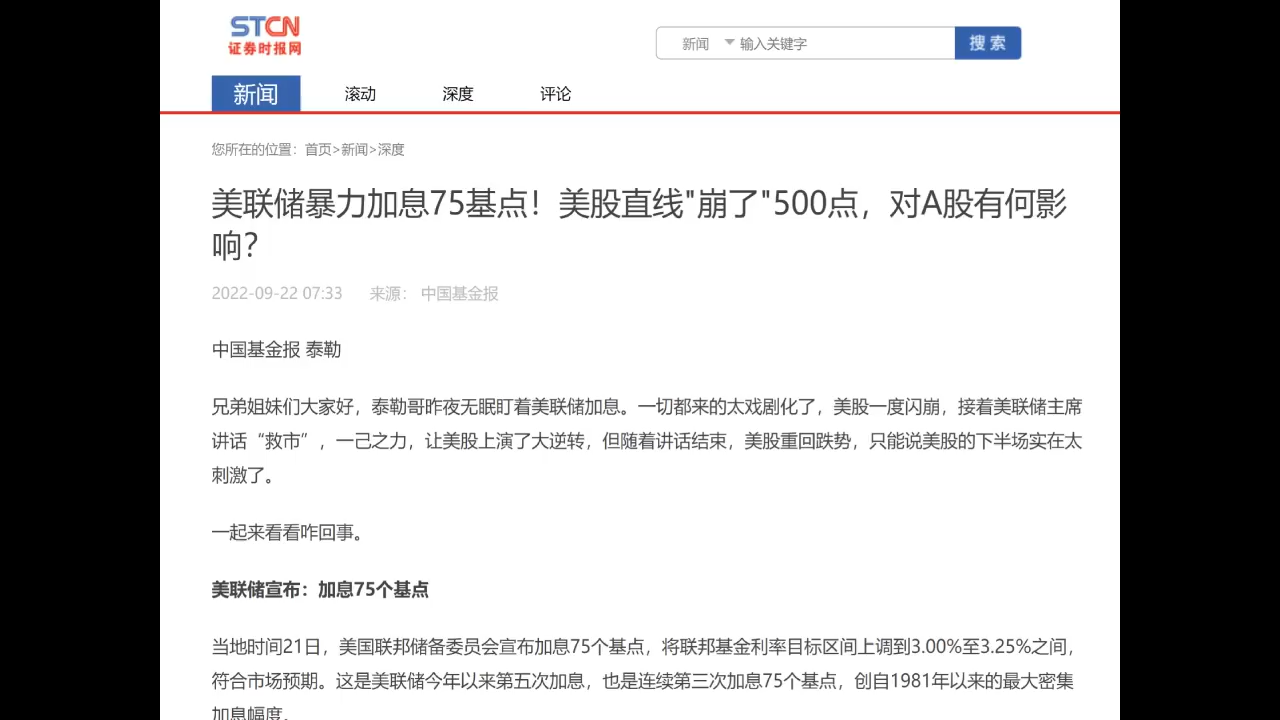 STCN
证券时报网
新闻 输入关键字 搜索
新闻 滚动 深度 评论
您所在的位置：首页>新闻>深度
美联储暴力加息75基点！美股直线"崩了"500点，对A股有何影
响？
2022-09-22 07:33 来源： 中国基金报
中国基金报 泰勒
兄弟姐妹们大家好，泰勒哥昨夜无眠盯着美联储加息。一切都来的太戏剧化了，美股一度闪崩，接着美联储主席
讲话“救市”，一己之力，让美股上演了大逆转，但随着讲话结束，美股重回跌势，只能说美股的下半场实在太
刺激了。
一起来看看咋回事。
美联储宣布：加息75个基点
当地时间21日，美国联邦储备委员会宣布加息75个基点，将联邦基金利率目标区间上调到3.00%至3.25%之间，
符合市场预期。这是美联储今年以来第五次加息，也是连续第三次加息75个基点，创自1981年以来的最大密集
加息幅度。